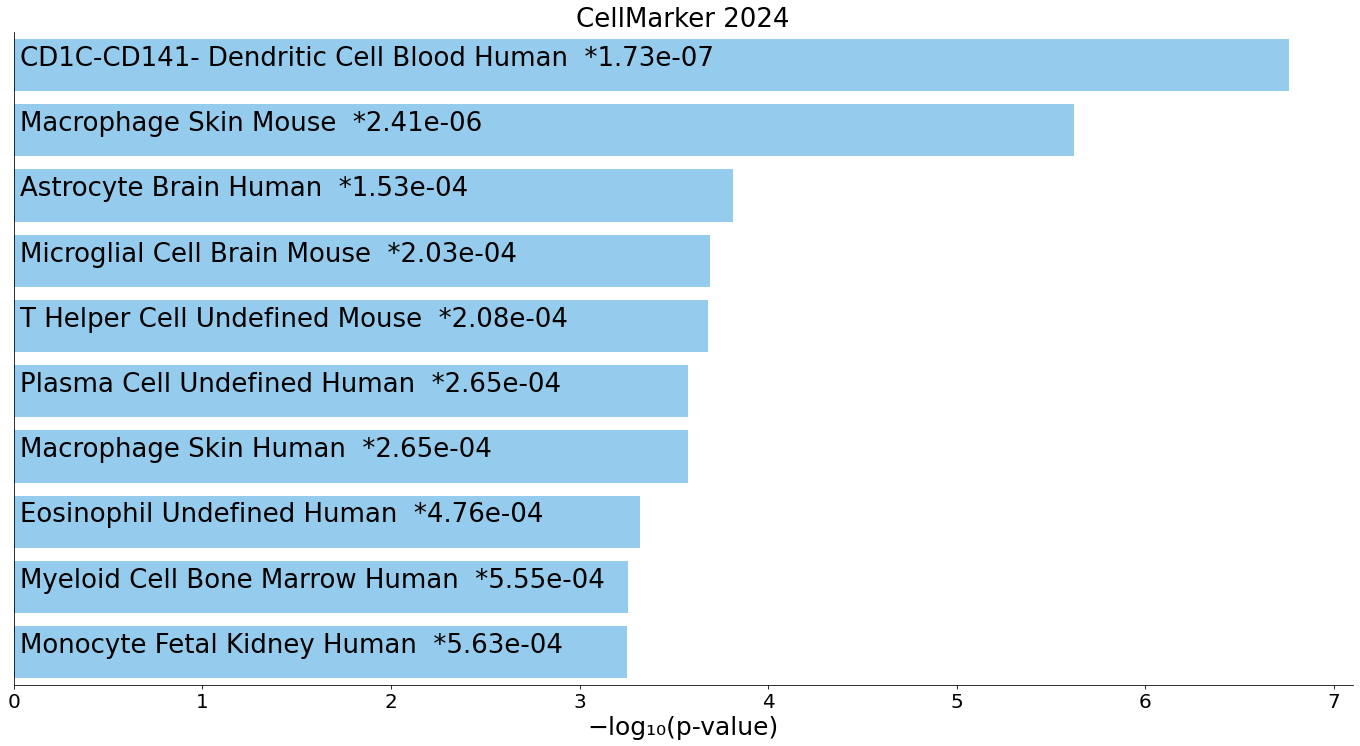 CellMarker 2024
CD1C-CD141- Dendritic Cell Blood Human *1.73e-07
Macrophage Skin Mouse *2.41e-06
Astrocyte Brain Human *1.53e-04
Microglial Cell Brain Mouse *2.03e-04
T Helper Cell Undefined Mouse *2.08e-04
Plasma Cell Undefined Human *2.65e-04
Macrophage Skin Human *2.65e-04
Eosinophil Undefined Human *4.76e-04
Myeloid Cell Bone Marrow Human *5.55e-04
Monocyte Fetal Kidney Human *5.63e-04
0 1 2 3 4 5 6 7
−log₁₀(p-value)